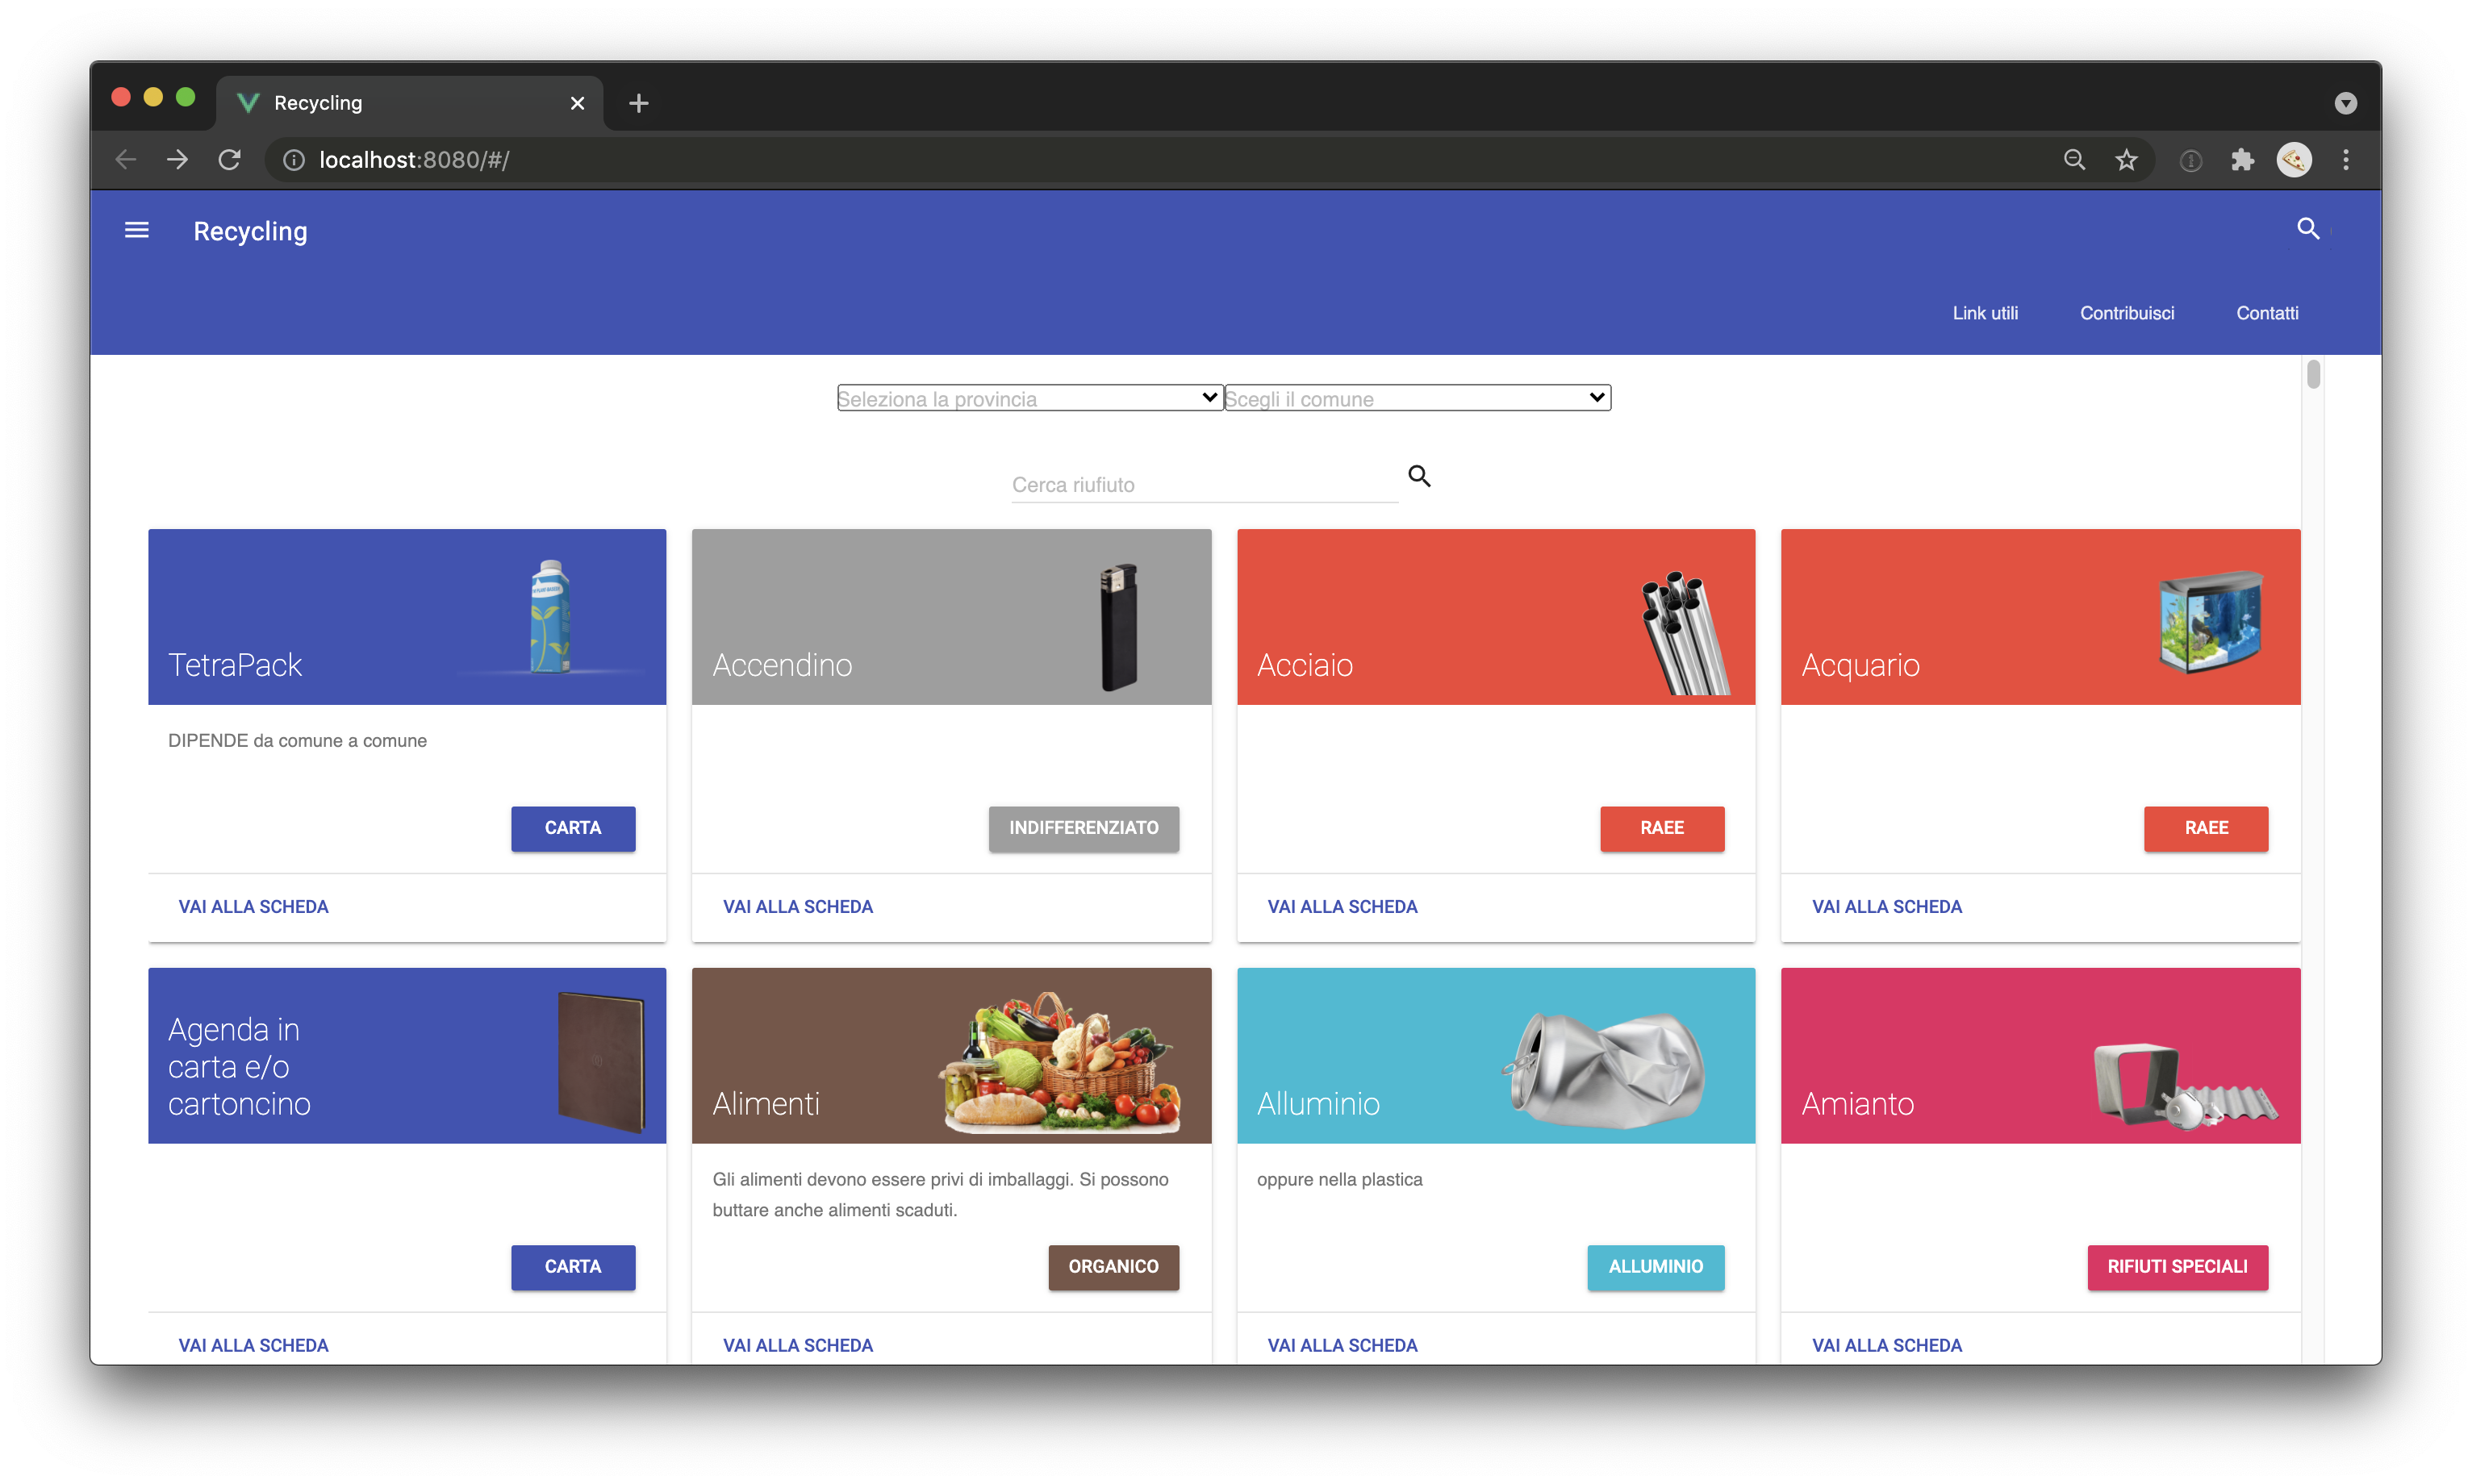 Recycling
localhost:8080/#/
Recycling
Link utili Contribuisci Contatti
Seleziona la provincia Scegli il comune
Cerca riufiuto
TetraPack
DIPENDE da comune a comune
CARTA
VAI ALLA SCHEDA
Accendino
INDIFFERENZIATO
VAI ALLA SCHEDA
Acciaio
RAEE
VAI ALLA SCHEDA
Acquario
RAEE
VAI ALLA SCHEDA
Agenda in
carta e/o
cartoncino
CARTA
VAI ALLA SCHEDA
Alimenti
Gli alimenti devono essere privi di imballaggi. Si possono
buttare anche alimenti scaduti.
ORGANICO
VAI ALLA SCHEDA
Alluminio
oppure nella plastica
ALLUMINIO
VAI ALLA SCHEDA
Amianto
RIFIUTI SPECIALI
VAI ALLA SCHEDA